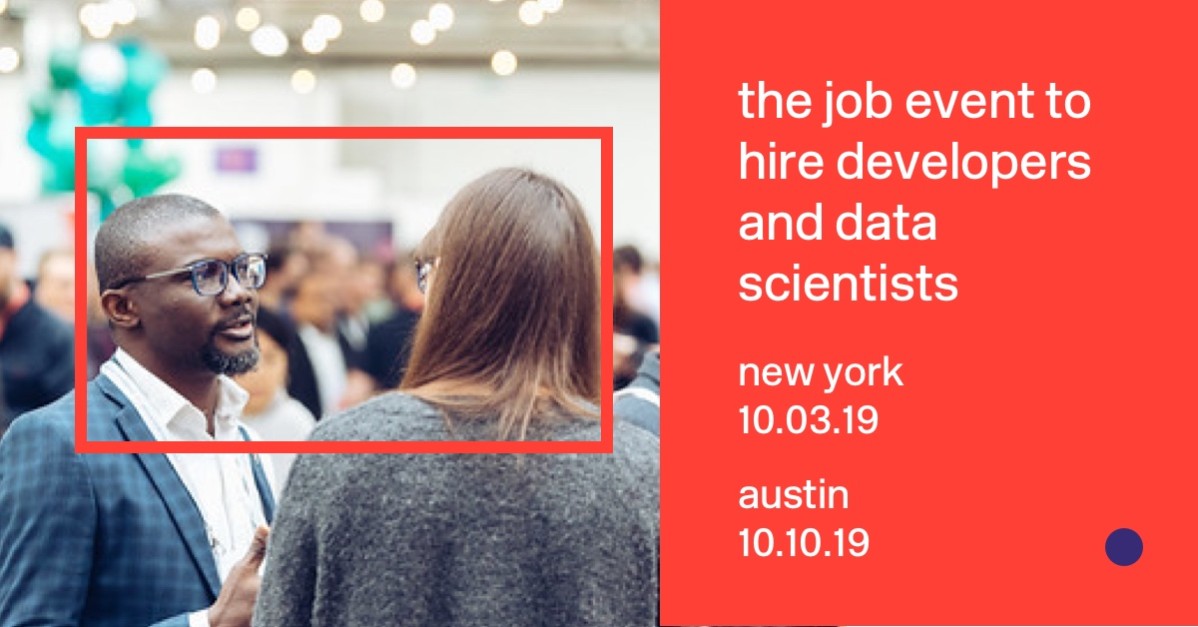 the job event to
hire developers
and data
scientists
new york
10.03.19
austin
10.10.19